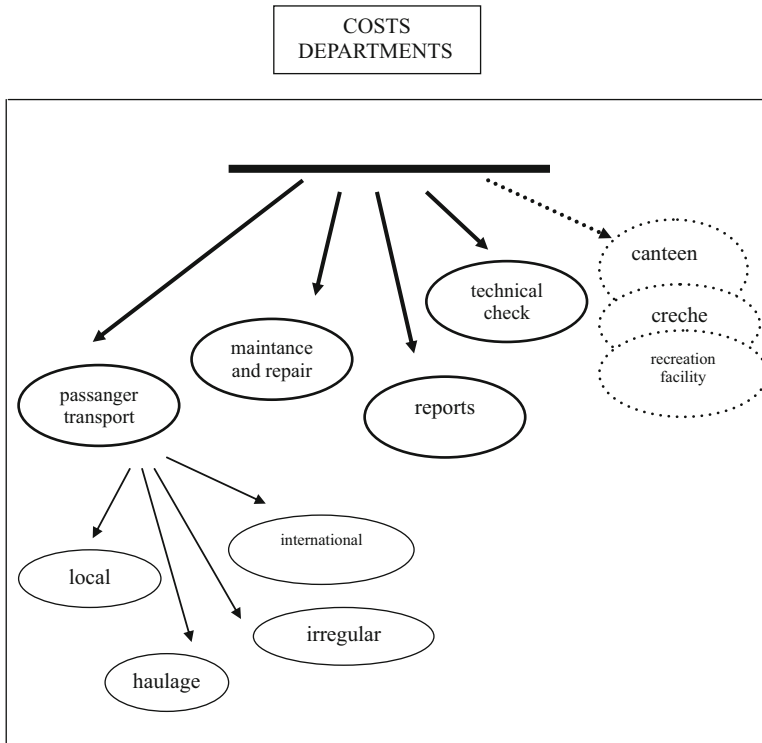 COSTS
DEPARTMENTS
canteen
technical
check
creche
maintance
and repair
recreation
facility
passanger
transport
reports
international
local
irregular
haulage